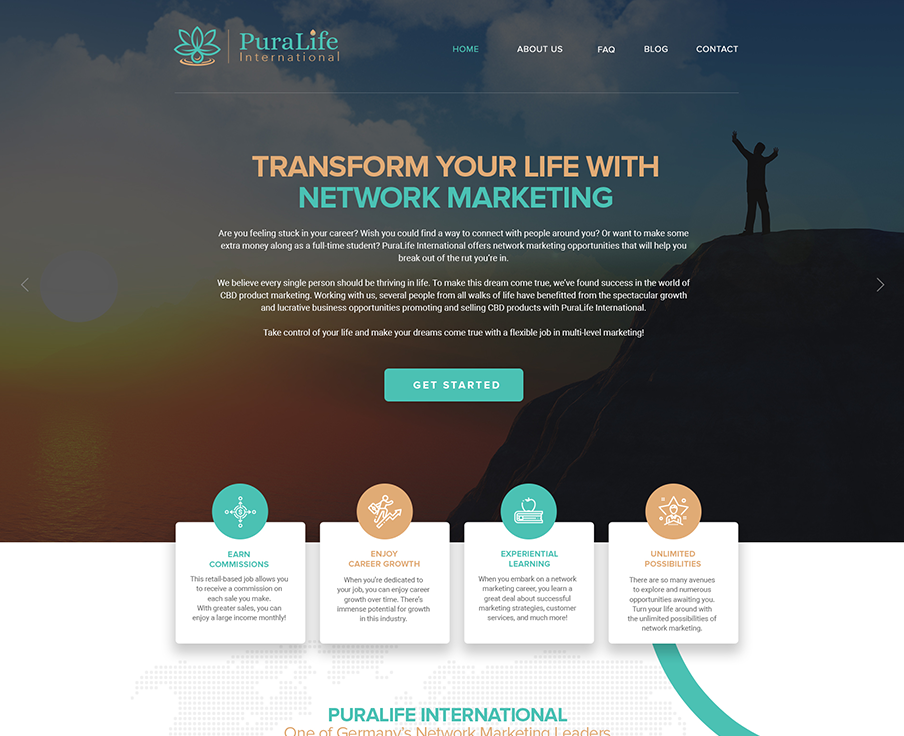 PuraLife
International
HOME ABOUT US FAQ BLOG CONTACT
TRANSFORM YOUR LIFE WITH
NETWORK MARKETING
Are you feeling stuck in your career? Wish you could find a way to connect with people around you? Or want to make some
extra money along as a full-time student? PuraLife International offers network marketing opportunities that will help you
break out of the rut you're in.
We believe every single person should be thriving in life. To make this dream come true, we've found success in the world of
CBD product marketing. Working with us, several people from all walks of life have benefitted from the spectacular growth
and lucrative business opportunities promoting and selling CBD products with PuraLife International.
Take control of your life and make your dreams come true with a flexible job in multi-level marketing!
GET STARTED
EARN
COMMISSIONS
This retail-based job allows you
to receive a commission on
each sale you make.
With greater sales, you can
enjoy a large income monthly!
ENJOY
CAREER GROWTH
When you're dedicated to
your job, you can enjoy career
growth over time. There's
immense potential for growth
in this industry.
EXPERIENTIAL
LEARNING
When you embark on a network
marketing career, you learn a
great deal about successful
marketing strategies, customer
services, and much more!
UNLIMITED
POSSIBILITIES
There are so many avenues
to explore and numerous
opportunities awaiting you.
Turn your life around with
the unlimited possibilities of
network marketing.
PURALIFE INTERNATIONAL
One of Germany's Network Marketing Leaders